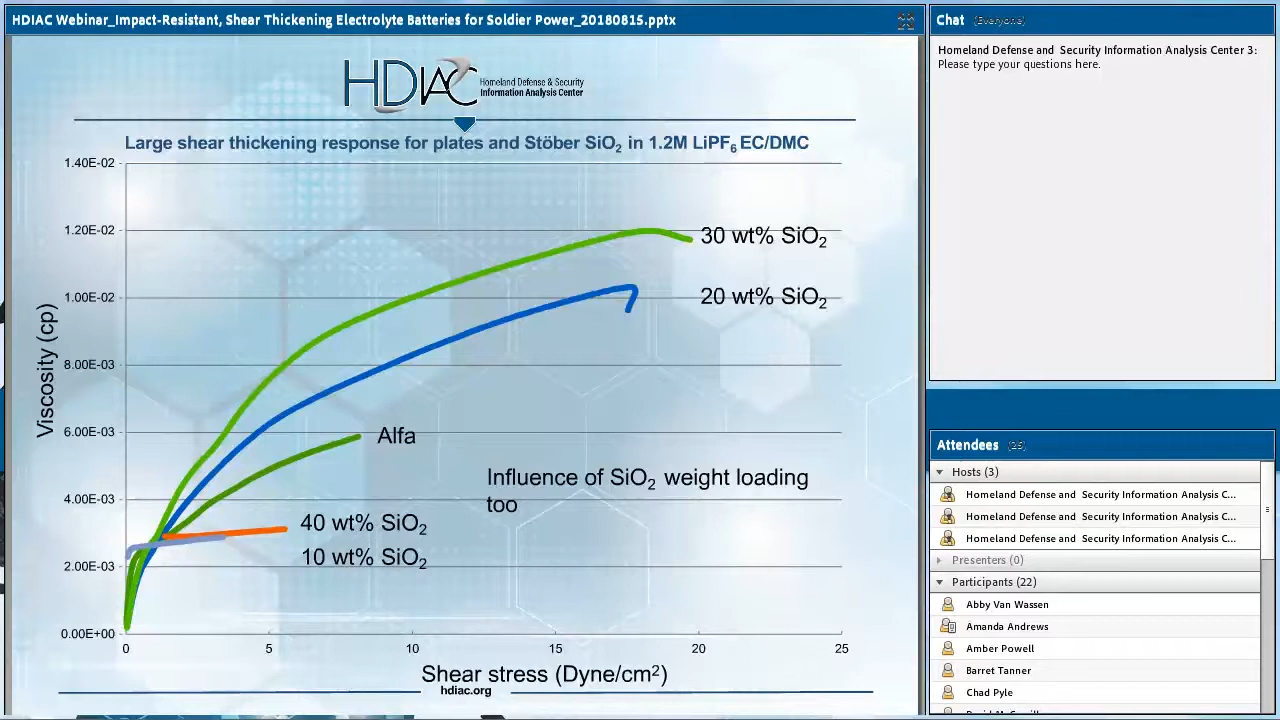 HDIAC Webinar_Impact-Resistant, Shear Thickening Electrolyte Batteries for Soldier Power_20180815.pptx
HDIAC
Homeland Defense & Security
Information Analysis Center
Large shear thickening response for plates and Stöber SiO2 in 1.2M LiPF6 EC/DMC
1.40E-02
1.20E-02
1.00E-02
8.00E-03
6.00E-03
4.00E-03
2.00E-03
0.00E+00
Viscosity (cp)
30 wt% SiO2
20 wt% SiO2
Alfa
Influence of SiO2 weight loading
too
40 wt% SiO2
10 wt% SiO2
0 5 10 15 20 25
Shear stress (Dyne/cm2)
hdiac.org
Chat (Everyone)
Homeland Defense and Security Information Analysis Center 3:
Please type your questions here.
Attendees (25)
Hosts (3)
Homeland Defense and Security Information Analysis C...
Homeland Defense and Security Information Analysis C...
Homeland Defense and Security Information Analysis C...
Presenters (0)
Participants (22)
Abby Van Wassen
Amanda Andrews
Amber Powell
Barret Tanner
Chad Pyle